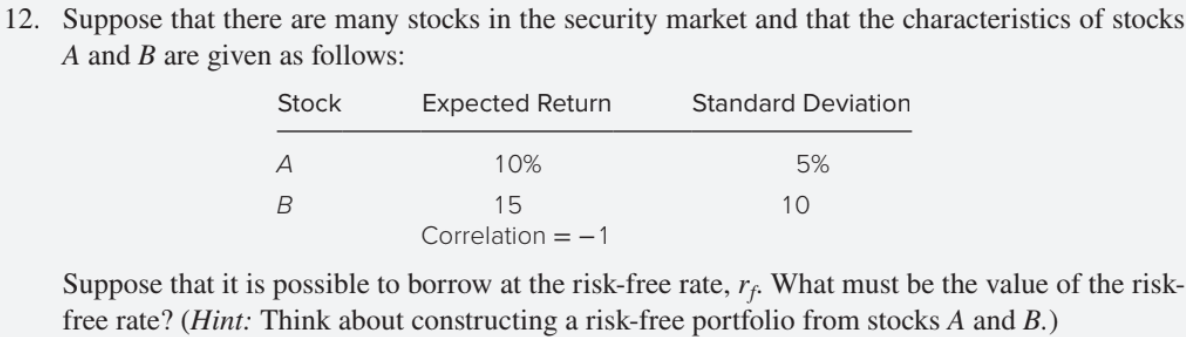 12. Suppose that there are many stocks in the security market and that the characteristics of stocks
A and B are given as follows:
Stock Expected Return Standard Deviation
A 10% 5%
B 15 10
Correlation = −1
Suppose that it is possible to borrow at the risk-free rate, rf. What must be the value of the risk-
free rate? (Hint: Think about constructing a risk-free portfolio from stocks A and B.)